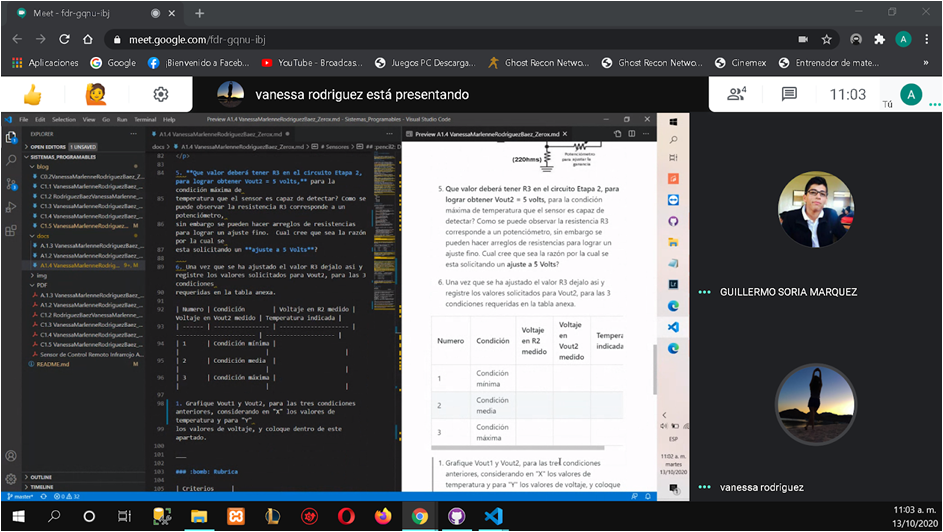 Meet - fdr-gqnu-ibj
meet.google.com/fdr-gqnu-ibj
A
Aplicaciones
Google
¡Bienvenido a Faceb...
YouTube - Broadcas...
Juegos PC Descarga...
Ghost Recon Netwo...
Ghost Recon Netwo...
Cinemex
Entrenador de mate...
»
vanessa rodriguez está presentando
4
11:03
Tú
A
File Edit Selection View Go Run Terminal Help
Preview A1.4 VanessaMarlenneRodriguezBaez_Zerox.md - Sistemas_Programables - Visual Studio Code
EXPLORER
OPEN EDITORS 1 UNSAVED
SISTEMAS_PROGRAMABLES
blog
C0.2VanessaMarlenneRodriguezBaez_...
C1.1 VanessaMarlenneRodriguezBaez_...
C1.2 RodriguezBaezVanessaMarlenne_...
C1.3 VanessaMarlenneRodriguezBaez_...
C1.4 VanessaMarlenneRodriguezBaez_...
C1.5 VanessaMarlenneRodriguezBa... M
docs
A.1.3 VanessaMarlenneRodriguezBaez_...
A1.2 VanessaMarlenneRodriguezBaez_...
A1.4 VanessaMarlenneRodrig... 9+, M
img
PDF
A.1.3 VanessaMarlenneRodriguezBaez_...
A1.2 VanessaMarlenneRodriguezBaez_...
C1.2 RodriguezBaezVanessaMarlenne_...
C1.3 VanessaMarlenneRodriguezBaez_...
C1.4 VanessaMarlenneRodriguezBaez_...
C1.5 VanessaMarlenneRodriguezBaez_...
Sensor de Control Remoto Infrarrojo A...
README.md M
OUTLINE
TIMELINE
A1.4 VanessaMarlenneRodriguezBaez_Zerox.md
docs > A1.4 VanessaMarlenneRodriguezBaez_Zerox.md > # Sensores >
82 </p>
83
84
85 5. **Que valor deberá tener R3 en el circuito Etapa 2,
para lograr obtener Vout2 = 5 volts,** para la
condición máxima de
86 temperatura que el sensor es capaz de detectar? Como se
puede observar la resistencia R3 corresponde a un
potenciómetro,
87 sin embargo se pueden hacer arreglos de resistencias
para lograr un ajuste fino. Cual cree que sea la razón
por la cual se
88 esta solicitando un **ajuste a 5 Volts**?
89
6. Una vez que se ha ajustado el valor R3 dejalo asi y
registre los valores solicitados para Vout2, para las 3
condiciones
requeridas en la tabla anexa.
| Numero | Condición | Voltaje en R2 medido |
Voltaje en Vout2 medido | Temperatura indicada |
| 1 | Condición mínima |
| 2 | Condición media |
| 3 | Condición máxima |
1. Grafique Vout1 y Vout2, para las tres condiciones
anteriores, considerando en "X" los valores de
temperatura y para "Y"
los valores de voltaje, y coloque dentro de este
apartado.
### :bomb: Rubrica
| Criterios |
master*
0 32
Preview A1.4 VanessaMarlenneRodriguezBaez_Zerox.md
(220hms)
Potenciometro
para ajustar la
ganancia
5. Que valor deberá tener R3 en el circuito Etapa 2, para
lograr obtener Vout2 = 5 volts, para la condición
máxima de temperatura que el sensor es capaz de
detectar? Como se puede observar la resistencia R3
corresponde a un potenciómetro, sin embargo se
pueden hacer arreglos de resistencias para lograr un
ajuste fino. Cual cree que sea la razón por la cual se
esta solicitando un ajuste a 5 Volts?
6. Una vez que se ha ajustado el valor R3 dejalo asi y
registre los valores solicitados para Vout2, para las 3
condiciones requeridas en la tabla anexa.
Numero Condición Voltaje en R2 medido Voltaje en Vout2 medido Tempera indicada
1 Condición mínima
2 Condición media
3 Condición máxima
1. Grafique Vout1 y Vout2, para las tres condiciones
anteriores, considerando en "X" los valores de
temperatura y para "Y" los valores de voltaje, y coloque
ESP
11:02 a. m.
martes
13/10/2020
GUILLERMO SORIA MARQUEZ
vanessa rodriguez
11:03 a. m.
13/10/2020